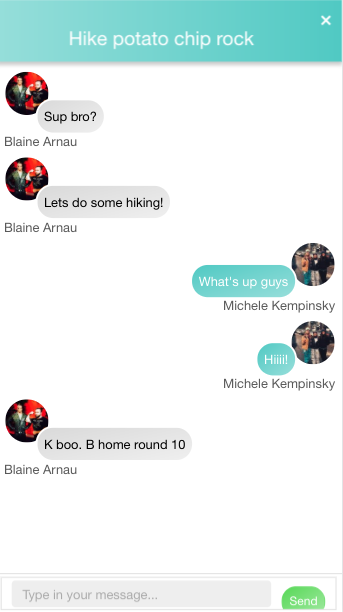 ×
Hike potato chip rock
Sup bro?
Blaine Arnau
Lets do some hiking!
Blaine Arnau
What's up guys
Michele Kempinsky
Hiiii!
Michele Kempinsky
K boo. B home round 10
Blaine Arnau
Type in your message...
Send